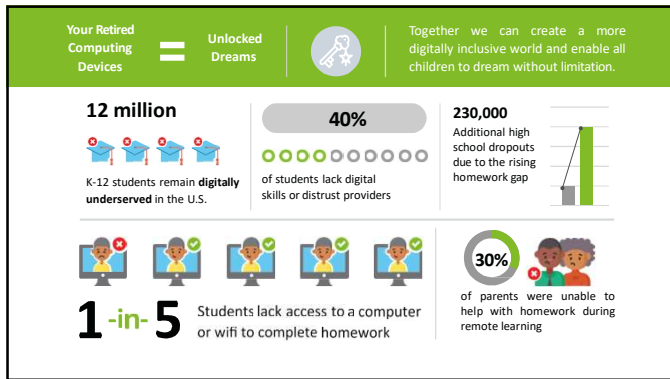 Your Retired
Computing
Devices
=
Unlocked
Dreams
Together we can create a more
digitally inclusive world and enable all
children to dream without limitation.
12 million
K-12 students remain digitally
underserved in the U.S.
40%
of students lack digital
skills or distrust providers
230,000
Additional high
school dropouts
due to the rising
homework gap
1 -in- 5
Students lack access to a computer
or wifi to complete homework
30%
of parents were unable to
help with homework during
remote learning